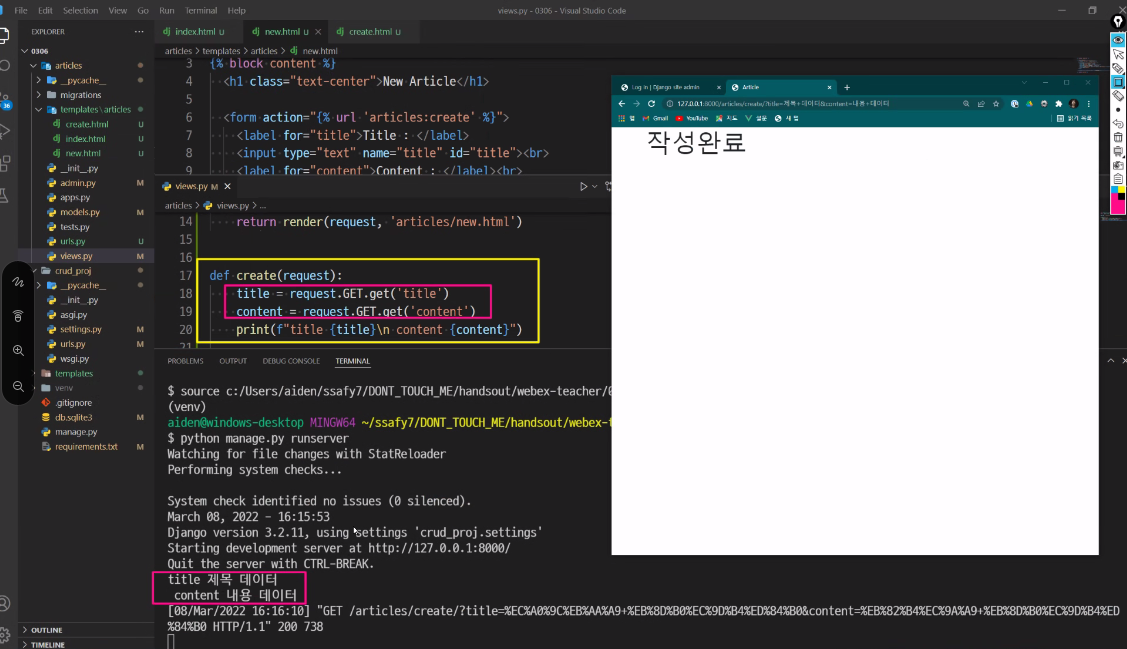 File Edit Selection View Go Run Terminal Help
views.py - 0306 - Visual Studio Code
EXPLORER
0306
articles
__pycache__
migrations
templates \ articles
create.html U
index.html U
new.html U
__init__.py
admin.py M
apps.py
models.py M
tests.py
urls.py U
views.py M
crud_proj
__pycache__
__init__.py
asgi.py
settings.py M
urls.py M
wsgi.py
templates
venv
.gitignore
db.sqlite3 M
manage.py
requirements.txt M
OUTLINE
TIMELINE
36
index.html U
new.html U
create.html U
articles > templates > articles > new.html
3 {% block content %}
4 <h1 class="text-center">New Article</h1>
5
6 <form action="{% url 'articles:create' %}">
7 <label for="title">Title : </label>
8 <input type="text" name="title" id="title"><br>
9 <label for="content">Content : </label><br>
views.py M
articles > views.py > ...
14 return render(request, 'articles/new.html')
15
16
17 def create(request):
18 title = request.GET.get('title')
19 content = request.GET.get('content')
20 print(f"title {title}\n content {content}")
21
PROBLEMS OUTPUT DEBUG CONSOLE TERMINAL
$ source c:/Users/aiden/ssafy7/DONT_TOUCH_ME/handsout/webex-teacher/0
(venv)
aiden@windows-desktop MINGW64 ~/ssafy7/DONT_TOUCH_ME/handsout/webex-t
$ python manage.py runserver
Watching for file changes with StatReloader
Performing system checks...
System check identified no issues (0 silenced).
March 08, 2022 - 16:15:53
Django version 3.2.11, using settings 'crud_proj.settings'
Starting development server at http://127.0.0.1:8000/
Quit the server with CTRL-BREAK.
title 제목 데이터
content 내용 데이터
[08/Mar/2022 16:16:10] "GET /articles/create/?title=%EC%A0%9C%EB%AA%A9+%EB%8D%B0%EC%9D%B4%ED%84%B0&content=%EB%82%B4%EC%9A%A9+%EB%8D%B0%EC%9D%B4%ED
%84%B0 HTTP/1.1" 200 738
Log in | Django site admin
Article
127.0.0.1:8000/articles/create/?title=제목+데이터&content=내용+데이터
앱 Gmail YouTube 지도 설문 새 탭
읽기 목록
작성완료